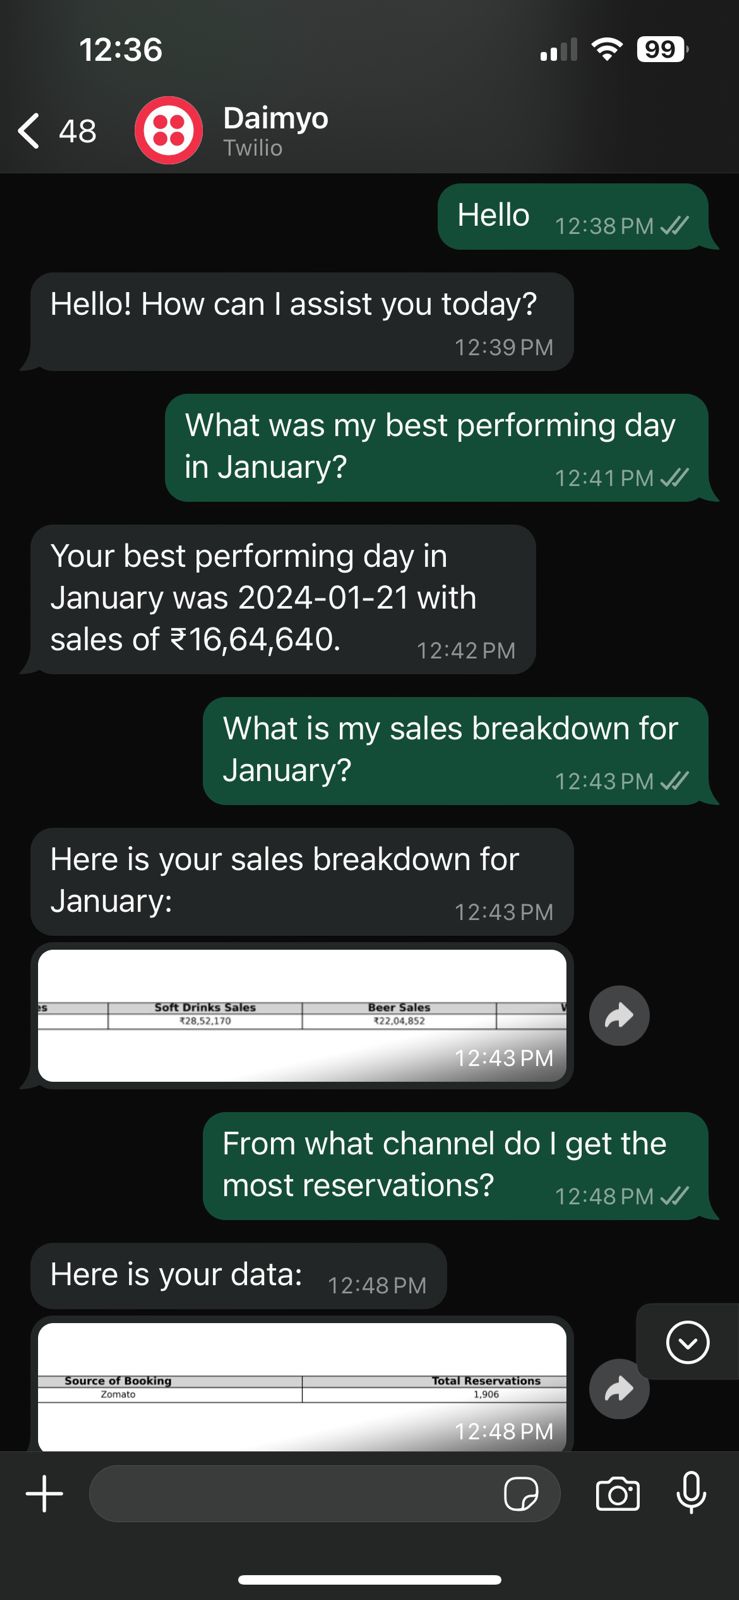 12:36
99
48
Daimyo
Twilio
Hello 12:38 PM
Hello! How can I assist you today?
12:39 PM
What was my best performing day
in January? 12:41 PM
Your best performing day in
January was 2024-01-21 with
sales of ₹16,64,640. 12:42 PM
What is my sales breakdown for
January? 12:43 PM
Here is your sales breakdown for
January: 12:43 PM
es Soft Drinks Sales Beer Sales
₹28,52,170 ₹22,04,852
12:43 PM
From what channel do I get the
most reservations? 12:48 PM
Here is your data: 12:48 PM
Source of Booking Total Reservations
Zomato 1,906
12:48 PM